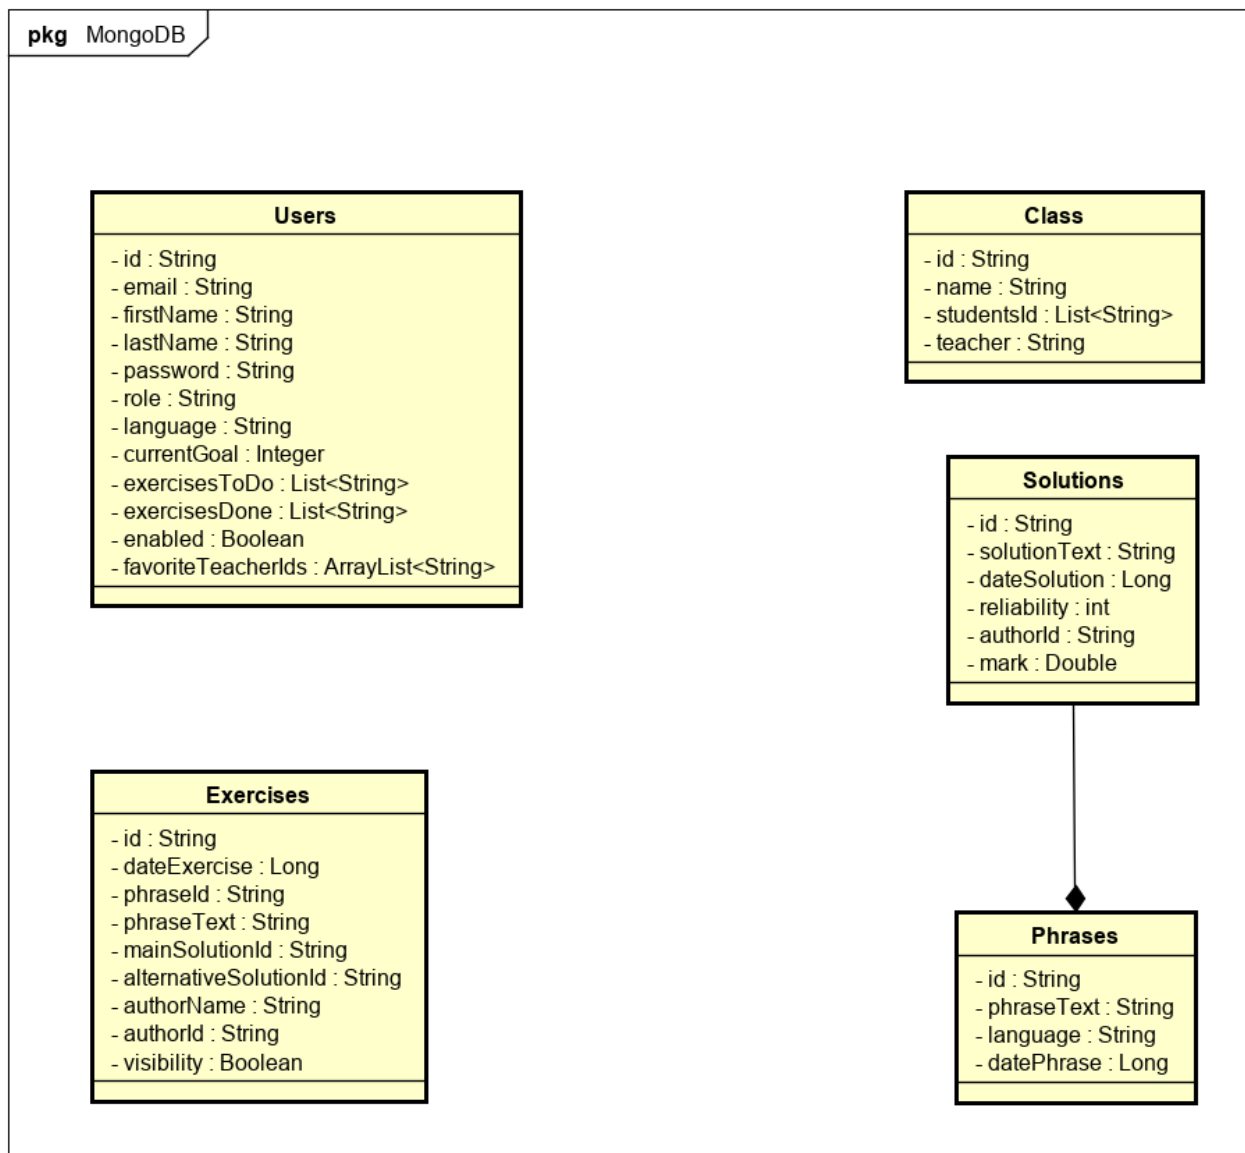 pkg MongoDB
Users
- id : String
- email : String
- firstName : String
- lastName : String
- password : String
- role : String
- language : String
- currentGoal : Integer
- exercisesToDo : List<String>
- exercisesDone : List<String>
- enabled : Boolean
- favoriteTeacherIds : ArrayList<String>
Class
- id : String
- name : String
- studentsId : List<String>
- teacher : String
Solutions
- id : String
- solutionText : String
- dateSolution : Long
- reliability : int
- authorId : String
- mark : Double
Exercises
- id : String
- dateExercise : Long
- phraseId : String
- phraseText : String
- mainSolutionId : String
- alternativeSolutionId : String
- authorName : String
- authorId : String
- visibility : Boolean
Phrases
- id : String
- phraseText : String
- language : String
- datePhrase : Long